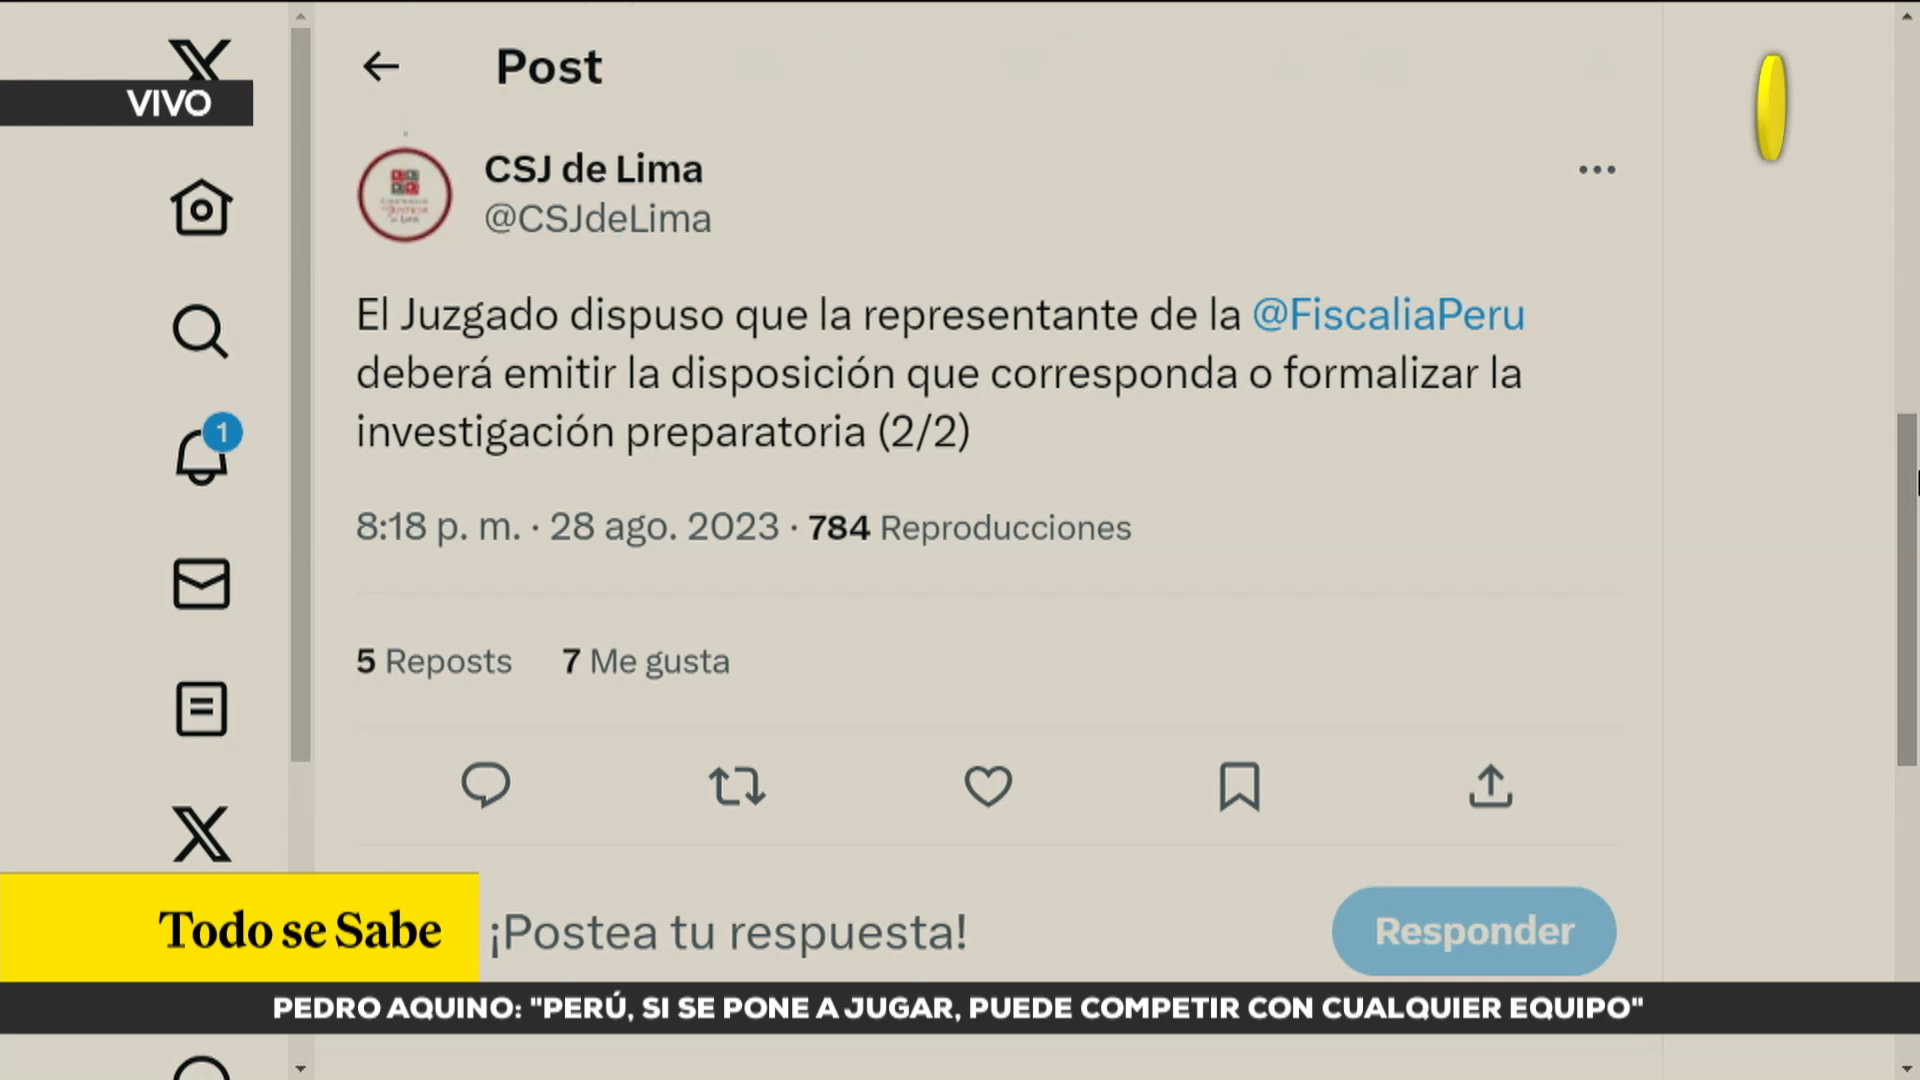 Post
VIVO
CSJ de Lima
@CSJdeLima
El Juzgado dispuso que la representante de la @FiscaliaPeru
deberá emitir la disposición que corresponda o formalizar la
investigación preparatoria (2/2)
1
8:18 p. m. · 28 ago. 2023 · 784 Reproducciones
5 Reposts 7 Me gusta
Todo se Sabe
¡Postea tu respuesta!
Responder
PEDRO AQUINO: "PERÚ, SI SE PONE A JUGAR, PUEDE COMPETIR CON CUALQUIER EQUIPO"